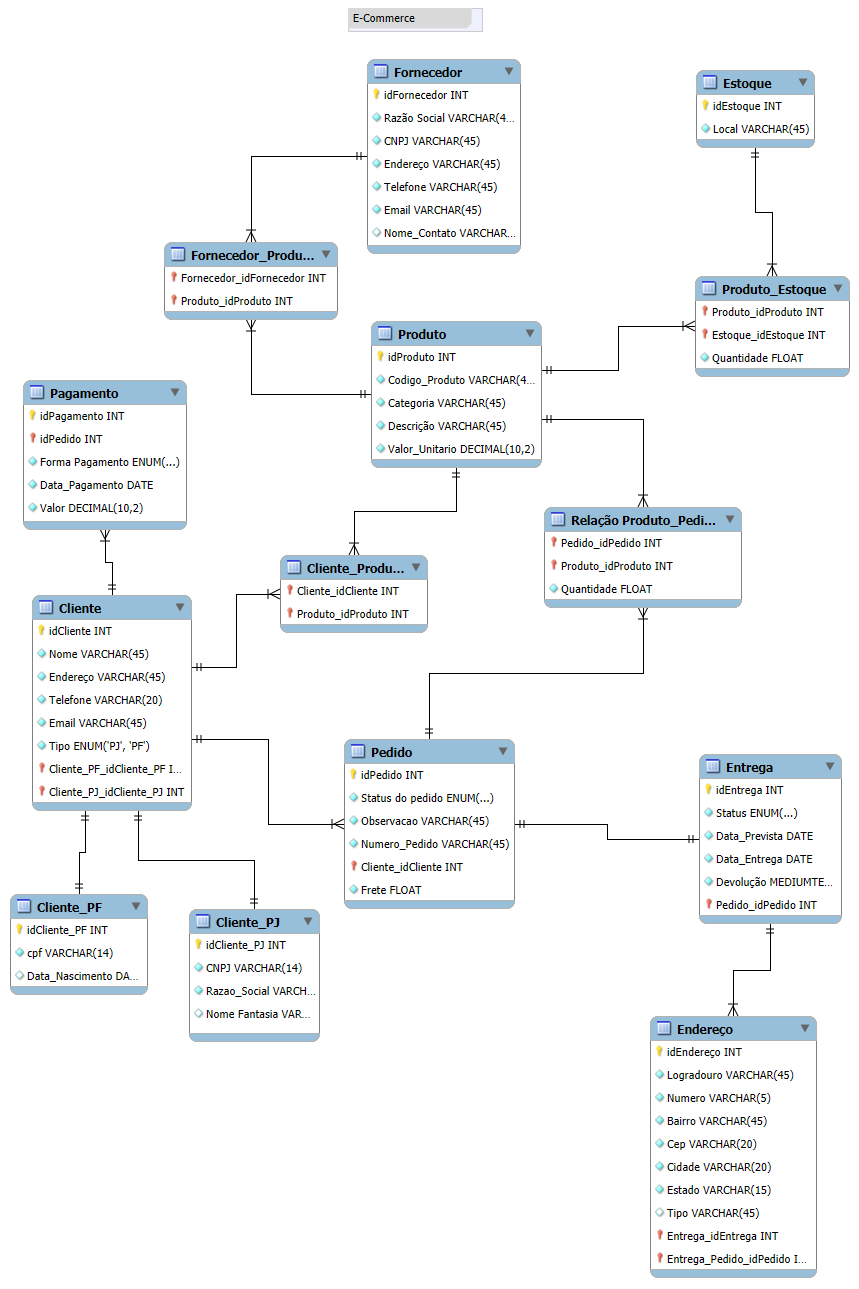 E-Commerce
Fornecedor
idFornecedor INT
Razão Social VARCHAR(4...
CNPJ VARCHAR(45)
Endereço VARCHAR(45)
Telefone VARCHAR(45)
Email VARCHAR(45)
Nome_Contato VARCHAR...
Estoque
idEstoque INT
Local VARCHAR(45)
Fornecedor_Produ...
Fornecedor_idFornecedor INT
Produto_idProduto INT
Produto_Estoque
Produto_idProduto INT
Estoque_idEstoque INT
Quantidade FLOAT
Produto
idProduto INT
Codigo_Produto VARCHAR(4...
Categoria VARCHAR(45)
Descrição VARCHAR(45)
Valor_Unitario DECIMAL(10,2)
Pagamento
idPagamento INT
idPedido INT
Forma Pagamento ENUM(...)
Data_Pagamento DATE
Valor DECIMAL(10,2)
Relação Produto_Pedi...
Pedido_idPedido INT
Produto_idProduto INT
Quantidade FLOAT
Cliente_Produ...
Cliente_idCliente INT
Produto_idProduto INT
Cliente
idCliente INT
Nome VARCHAR(45)
Endereço VARCHAR(45)
Telefone VARCHAR(20)
Email VARCHAR(45)
Tipo ENUM('PJ', 'PF')
Cliente_PF_idCliente_PF I...
Cliente_PJ_idCliente_PJ INT
Pedido
idPedido INT
Status do pedido ENUM(...)
Observacao VARCHAR(45)
Numero_Pedido VARCHAR(45)
Cliente_idCliente INT
Frete FLOAT
Entrega
idEntrega INT
Status ENUM(...)
Data_Prevista DATE
Data_Entrega DATE
Devolução MEDIUMTE...
Pedido_idPedido INT
Cliente_PF
idCliente_PF INT
cpf VARCHAR(14)
Data_Nascimento DA...
Cliente_PJ
idCliente_PJ INT
CNPJ VARCHAR(14)
Razao_Social VARCH...
Nome Fantasia VAR...
Endereço
idEndereço INT
Logradouro VARCHAR(45)
Numero VARCHAR(5)
Bairro VARCHAR(45)
Cep VARCHAR(20)
Cidade VARCHAR(20)
Estado VARCHAR(15)
Tipo VARCHAR(45)
Entrega_idEntrega INT
Entrega_Pedido_idPedido I...